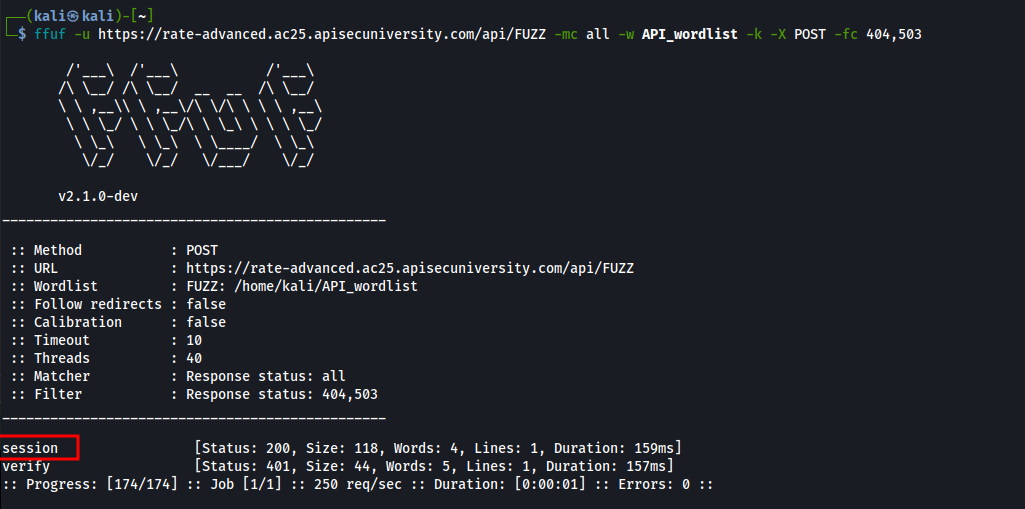 ┌──(kali㉿kali)-[~]
└─$ ffuf -u https://rate-advanced.ac25.apisecuniversity.com/api/FUZZ -mc all -w API_wordlist -k -X POST -fc 404,503
        /'___\  /'___\           /'___\
       /\ \__/ /\ \__/  __  __  /\ \__/
       \ \ ,__\\ \ ,__\/\ \/\ \ \ \ ,__\
        \ \ \_/ \ \ \_/\ \ \_\ \ \ \ \_/
         \ \_\   \ \_\  \ \____/  \ \_\
          \/_/    \/_/   \/___/    \/_/
       v2.1.0-dev
________________________________________________
 :: Method           : POST
 :: URL              : https://rate-advanced.ac25.apisecuniversity.com/api/FUZZ
 :: Wordlist         : FUZZ: /home/kali/API_wordlist
 :: Follow redirects : false
 :: Calibration      : false
 :: Timeout          : 10
 :: Threads          : 40
 :: Matcher          : Response status: all
 :: Filter           : Response status: 404,503
________________________________________________
session                 [Status: 200, Size: 118, Words: 4, Lines: 1, Duration: 159ms]
verify                  [Status: 401, Size: 44, Words: 5, Lines: 1, Duration: 157ms]
:: Progress: [174/174] :: Job [1/1] :: 250 req/sec :: Duration: [0:00:01] :: Errors: 0 ::